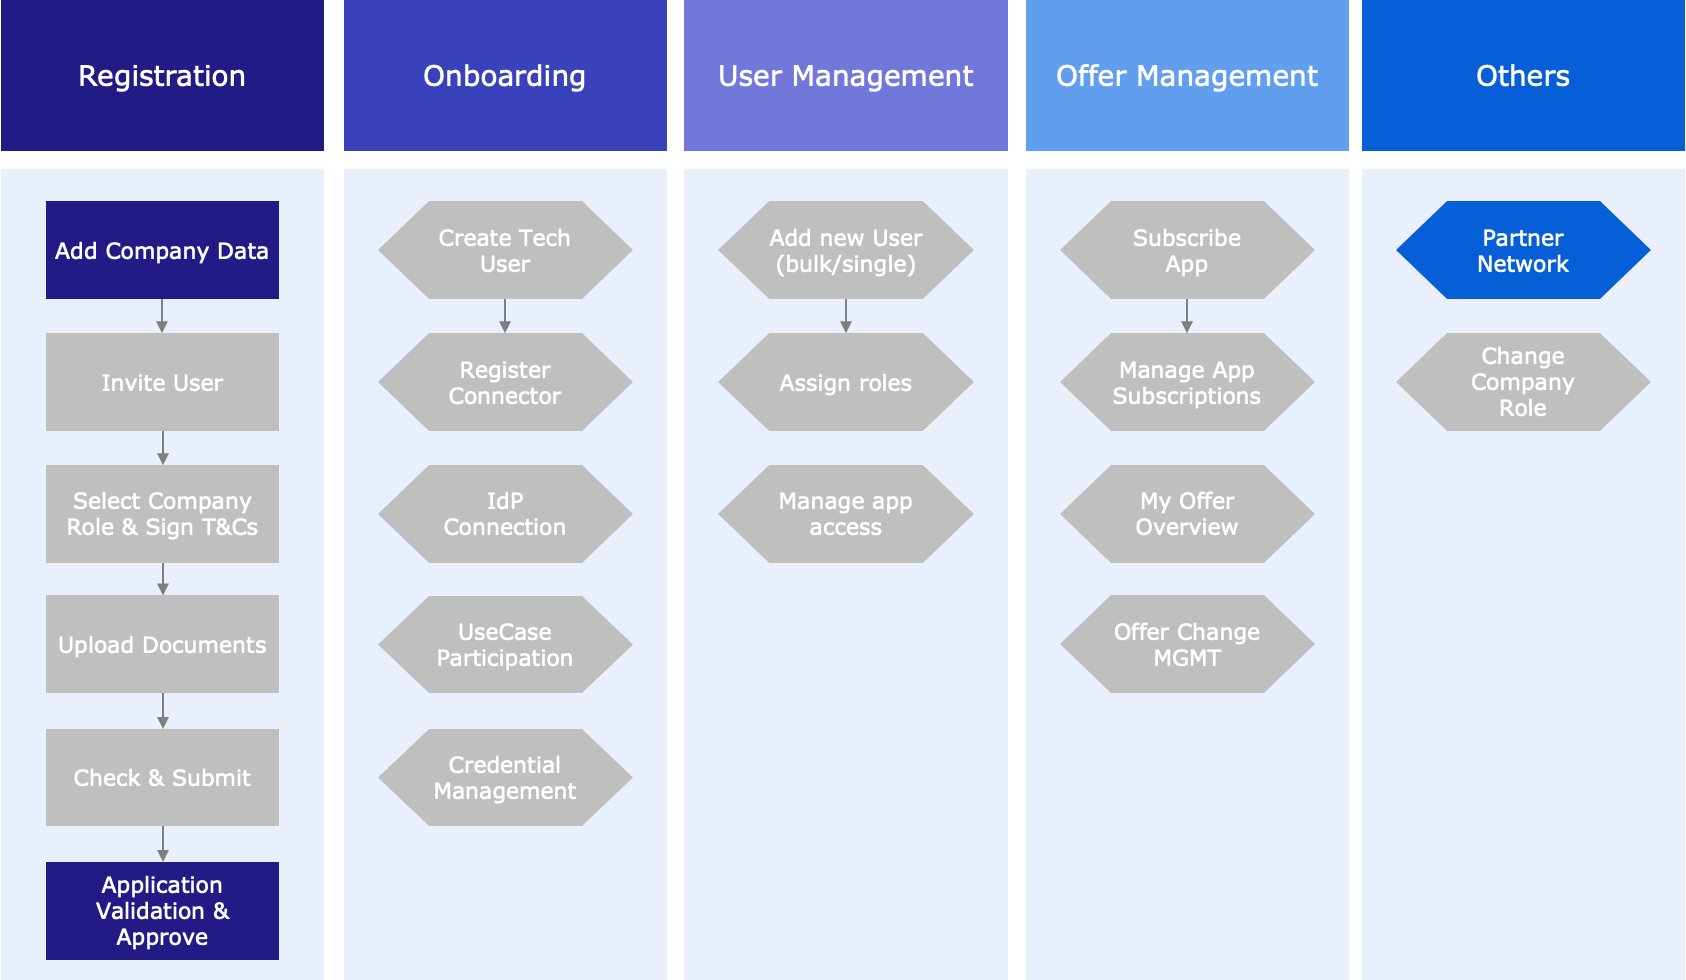 Registration
Onboarding
User Management
Offer Management
Others
Add Company Data
Invite User
Select Company
Role & Sign T&Cs
Upload Documents
Check & Submit
Application
Validation &
Approve
Create Tech
User
Register
Connector
IdP
Connection
UseCase
Participation
Credential
Management
Add new User
(bulk/single)
Assign roles
Manage app
access
Subscribe
App
Manage App
Subscriptions
My Offer
Overview
Offer Change
MGMT
Partner
Network
Change
Company
Role